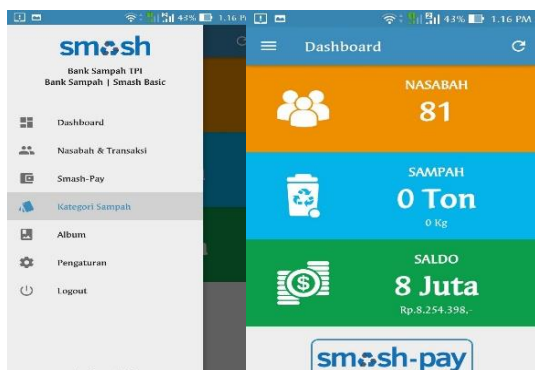 43% 1.16 P
smash
Bank Sampah TPI
Bank Sampah | Smash Basic
Dashboard
Nasabah & Transaksi
Smash-Pay
Kategori Sampah
Album
Pengaturan
Logout
43% 1.16 PM
Dashboard
NASABAH
81
SAMPAH
0 Ton
0 Kg
SALDO
8 Juta
Rp.8.254.398,-
smash-pay